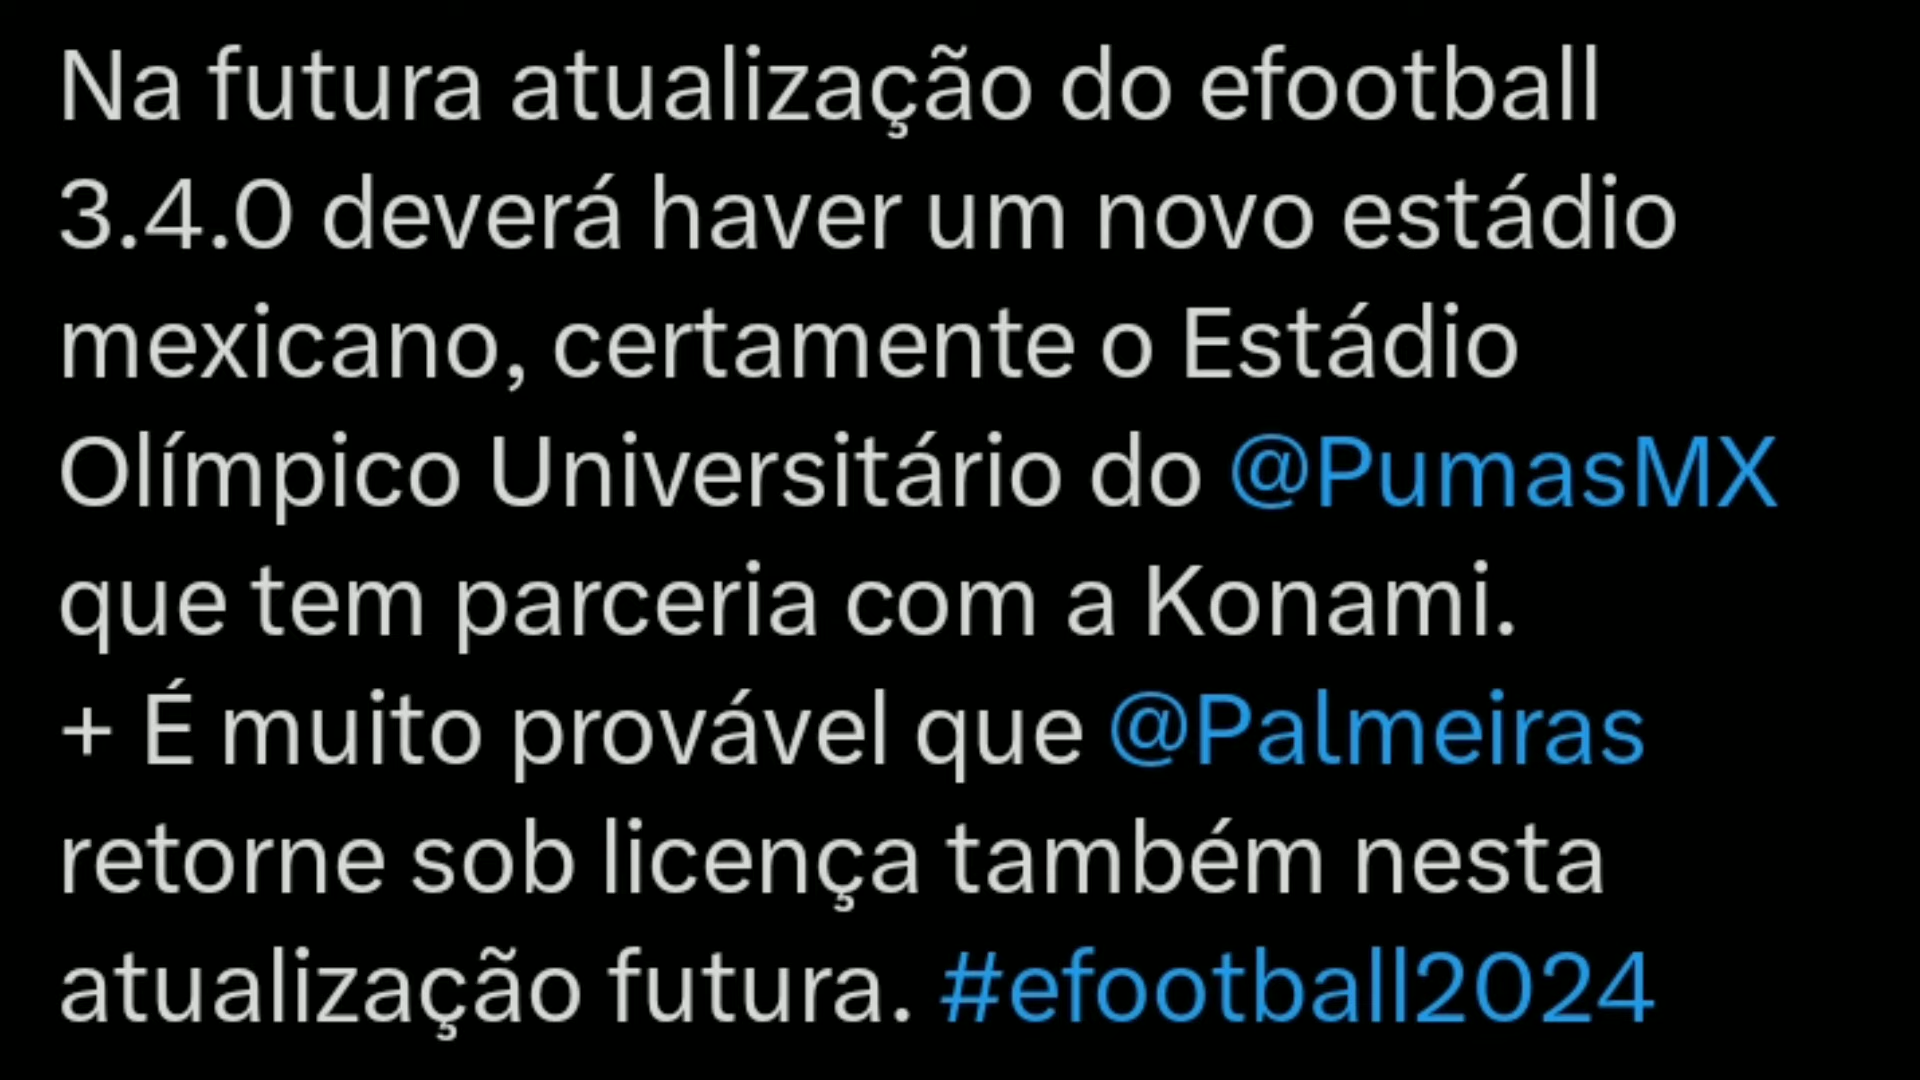 Na futura atualização do efootball
3.4.0 deverá haver um novo estádio
mexicano, certamente o Estádio
Olímpico Universitário do @PumasMX
que tem parceria com a Konami.
+ É muito provável que @Palmeiras
retorne sob licença também nesta
atualização futura. #efootball2024